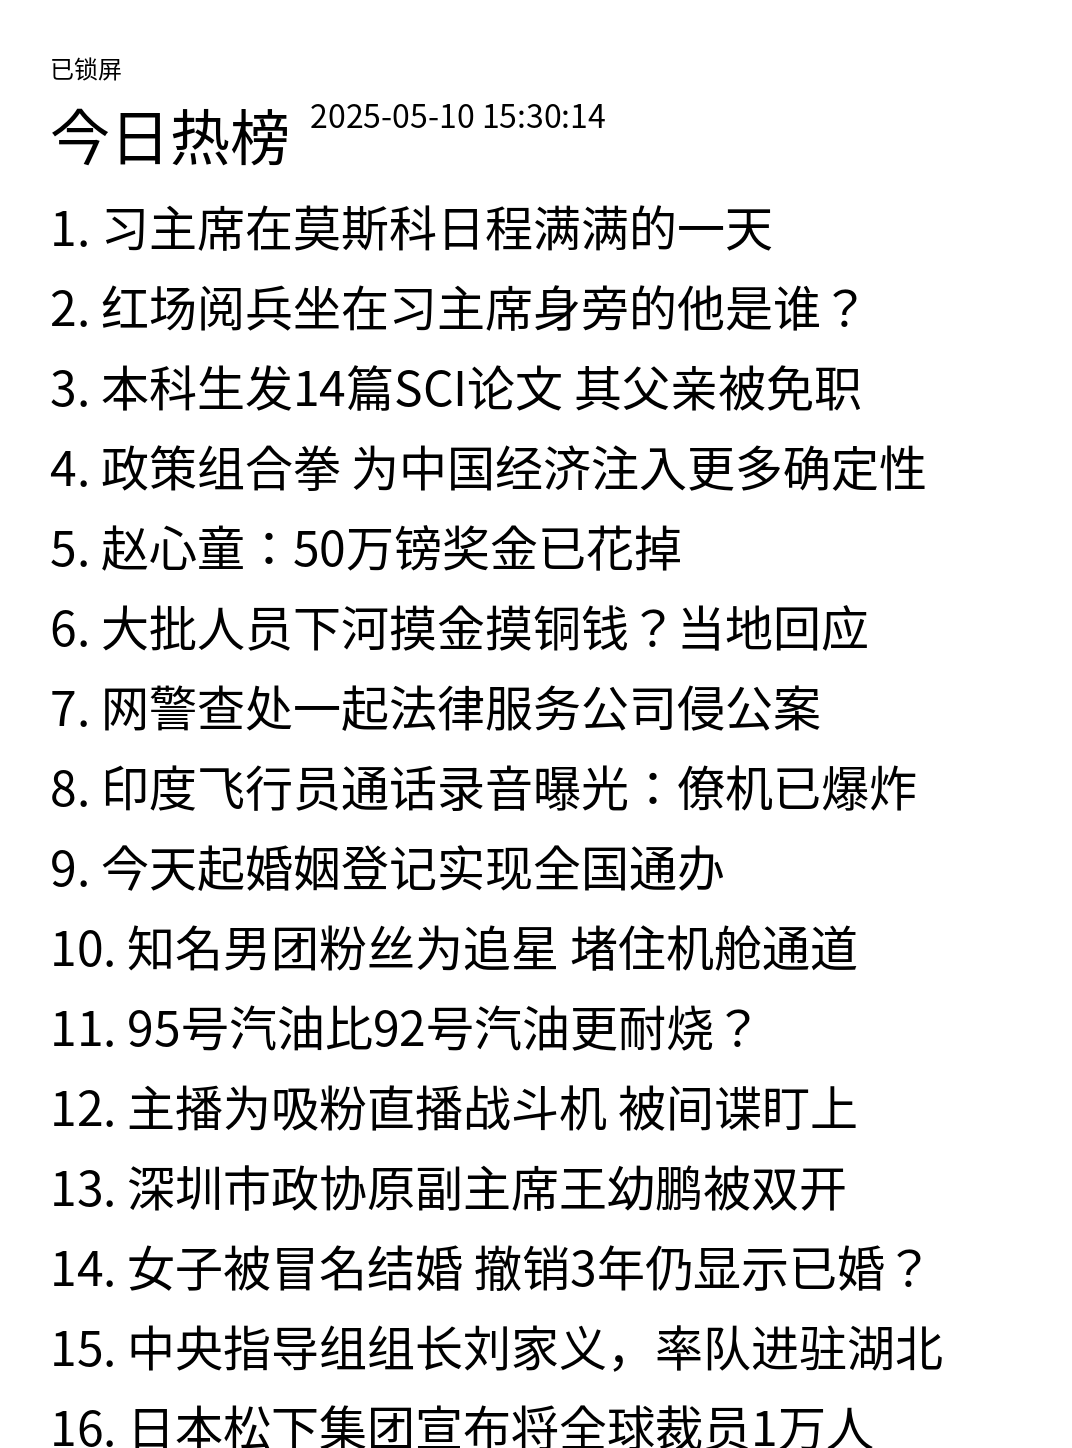 已锁屏
今日热榜 2025-05-10 15:30:14
1. 习主席在莫斯科日程满满的一天
2. 红场阅兵坐在习主席身旁的他是谁？
3. 本科生发14篇SCI论文 其父亲被免职
4. 政策组合拳 为中国经济注入更多确定性
5. 赵心童：50万镑奖金已花掉
6. 大批人员下河摸金摸铜钱？当地回应
7. 网警查处一起法律服务公司侵公案
8. 印度飞行员通话录音曝光：僚机已爆炸
9. 今天起婚姻登记实现全国通办
10. 知名男团粉丝为追星 堵住机舱通道
11. 95号汽油比92号汽油更耐烧？
12. 主播为吸粉直播战斗机 被间谍盯上
13. 深圳市政协原副主席王幼鹏被双开
14. 女子被冒名结婚 撤销3年仍显示已婚？
15. 中央指导组组长刘家义，率队进驻湖北
16. 日本松下集团宣布将全球裁员1万人